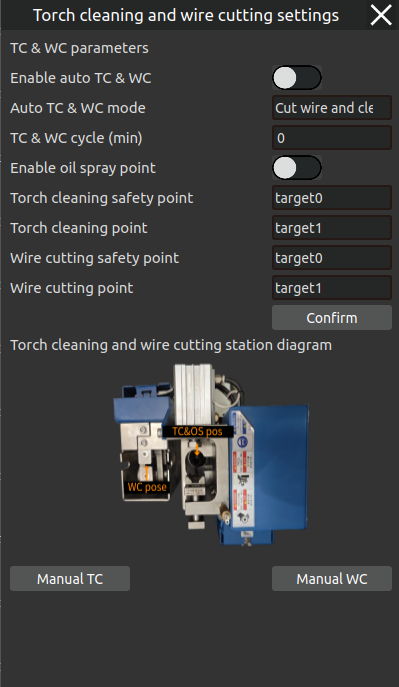 Torch cleaning and wire cutting settings
TC & WC parameters
Enable auto TC & WC
Auto TC & WC mode Cut wire and cle
TC & WC cycle (min) 0
Enable oil spray point
Torch cleaning safety point target0
Torch cleaning point target1
Wire cutting safety point target0
Wire cutting point target1
Confirm
Torch cleaning and wire cutting station diagram
TC&OS pos
WC pose
Manual TC Manual WC